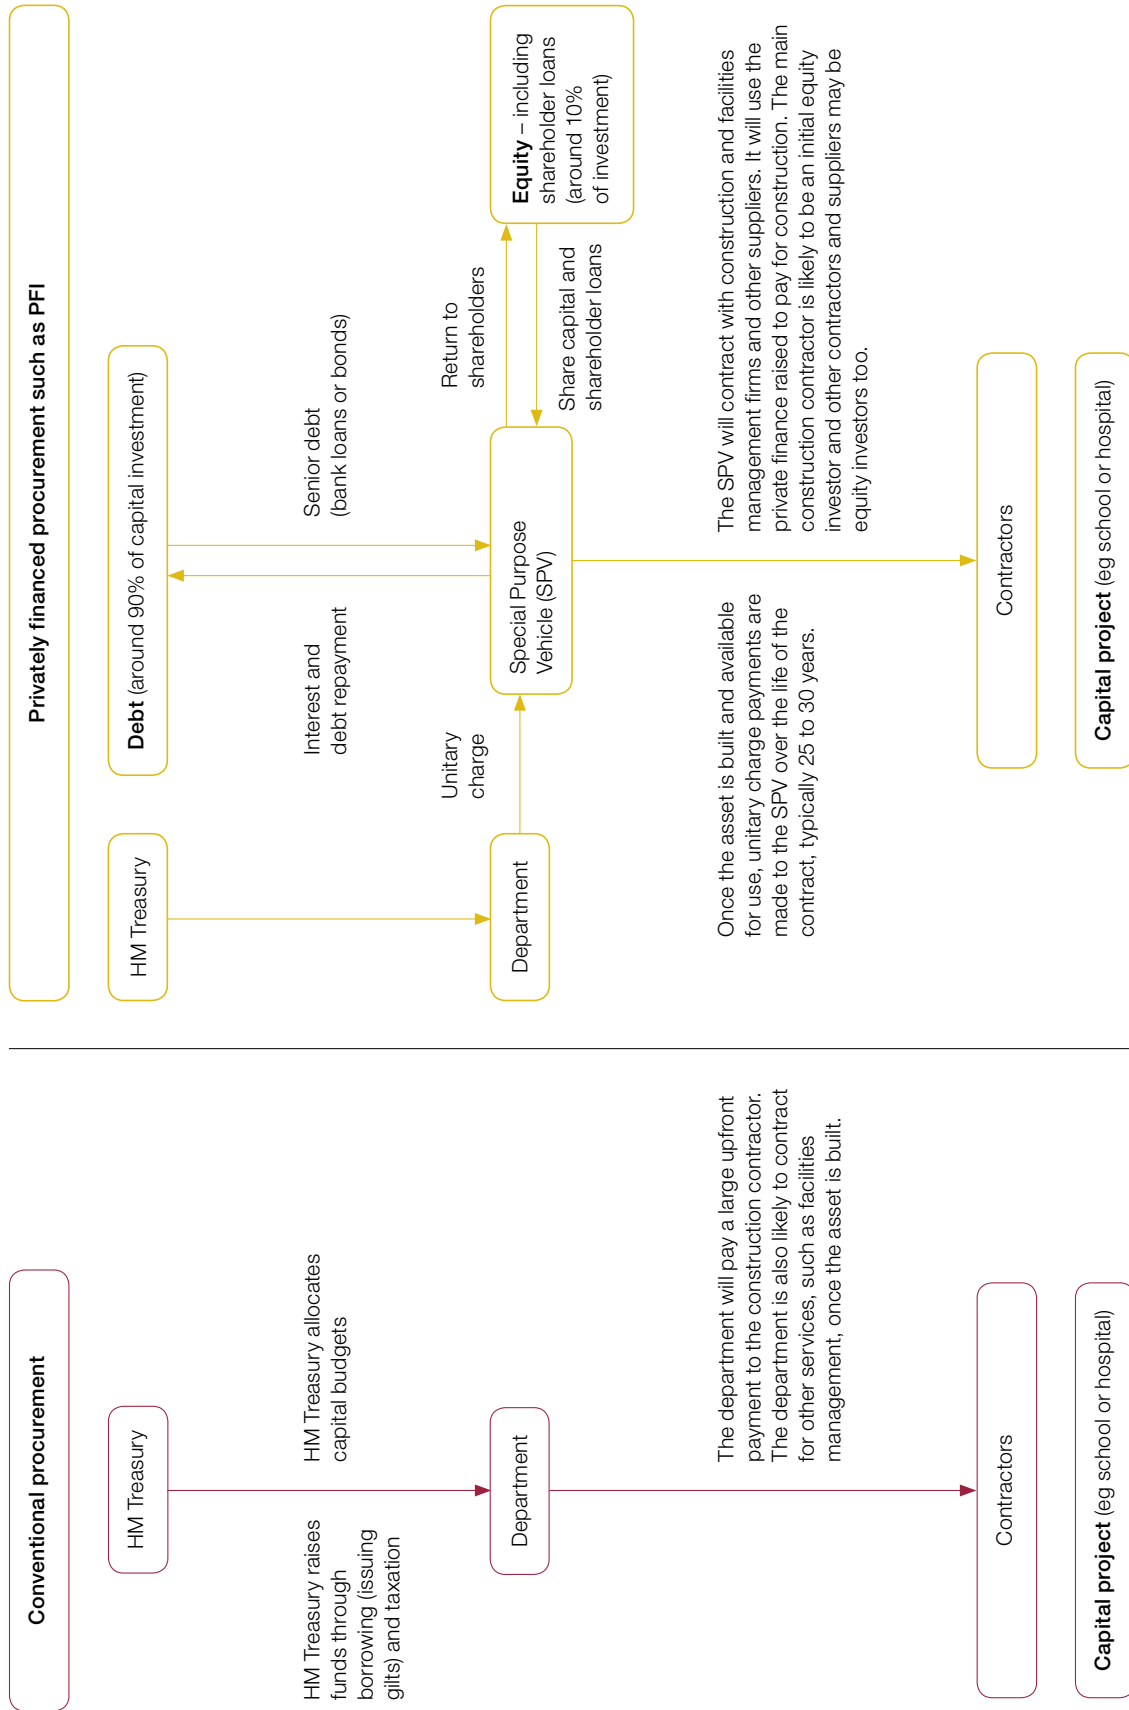 Conventional procurement
HM Treasury
HM Treasury raises
funds through
borrowing (issuing
gilts) and taxation
HM Treasury allocates
capital budgets
Department
The department will pay a large upfront
payment to the construction contractor.
The department is also likely to contract
for other services, such as facilities
management, once the asset is built.
Contractors
Capital project (eg school or hospital)
Privately financed procurement such as PFI
HM Treasury
Debt (around 90% of capital investment)
Interest and
debt repayment
Senior debt
(bank loans or bonds)
Department
Unitary
charge
Special Purpose
Vehicle (SPV)
Return to
shareholders
Share capital and
shareholder loans
Equity – including
shareholder loans
(around 10%
of investment)
Once the asset is built and available
for use, unitary charge payments are
made to the SPV over the life of the
contract, typically 25 to 30 years.
The SPV will contract with construction and facilities
management firms and other suppliers. It will use the
private finance raised to pay for construction. The main
construction contractor is likely to be an initial equity
investor and other contractors and suppliers may be
equity investors too.
Contractors
Capital project (eg school or hospital)